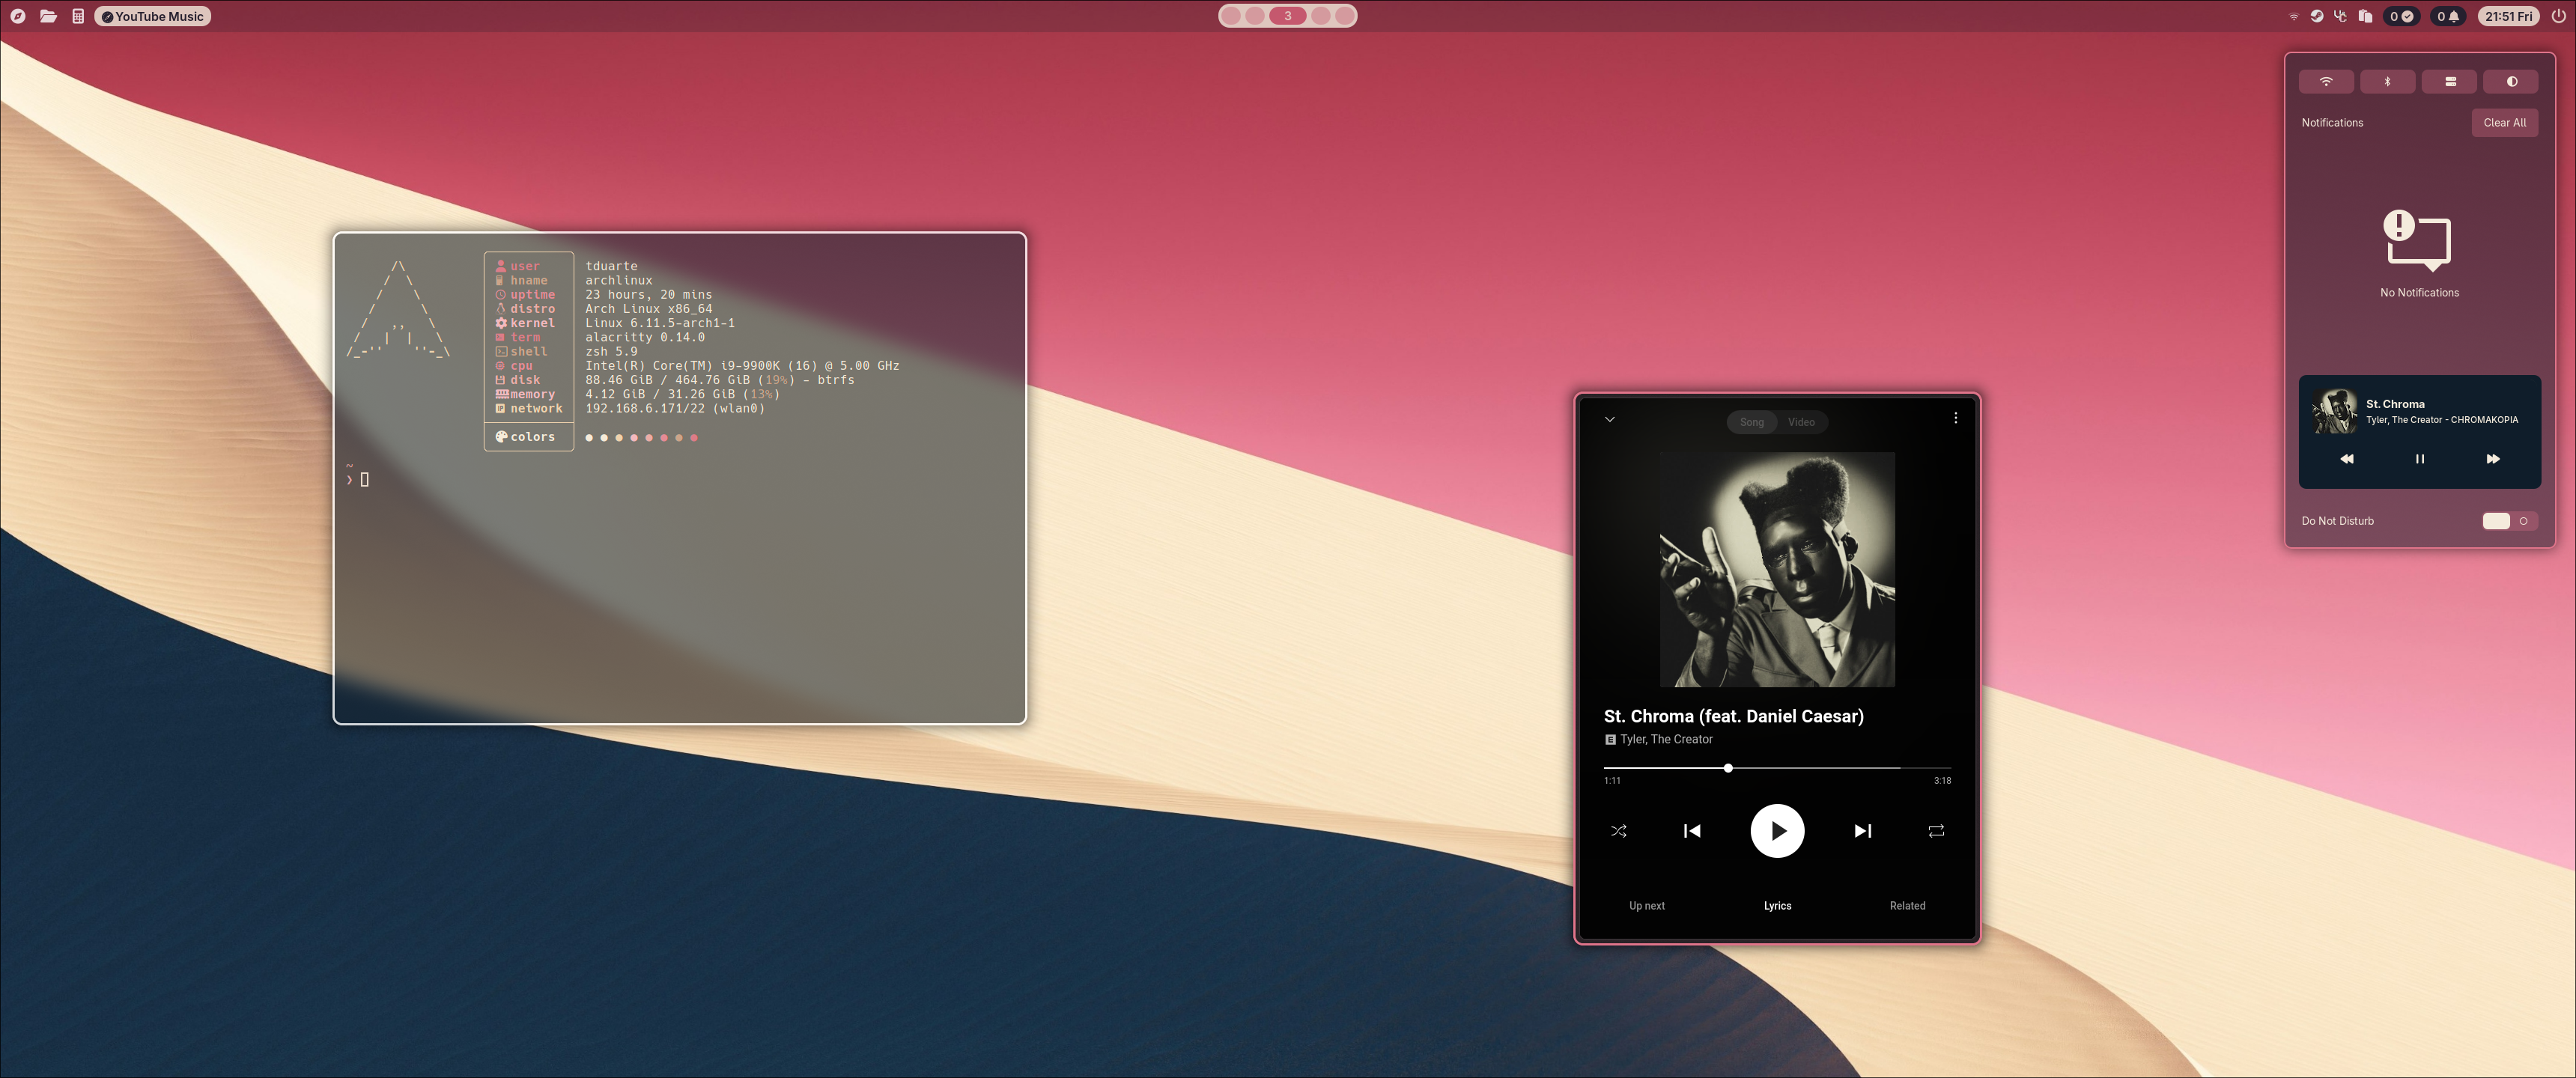 YouTube Music
3
0
0
21:51 Fri
user tduarte
hname archlinux
uptime 23 hours, 20 mins
distro Arch Linux x86_64
kernel Linux 6.11.5-arch1-1
term alacritty 0.14.0
shell zsh 5.9
cpu Intel(R) Core(TM) i9-9900K (16) @ 5.00 GHz
disk 88.46 GiB / 464.76 GiB (19%) - btrfs
memory 4.12 GiB / 31.26 GiB (13%)
network 192.168.6.171/22 (wlan0)
colors
~
❯
Song Video
St. Chroma (feat. Daniel Caesar)
E Tyler, The Creator
1:11 3:18
Up next Lyrics Related
Notifications Clear All
No Notifications
St. Chroma
Tyler, The Creator - CHROMAKOPIA
Do Not Disturb